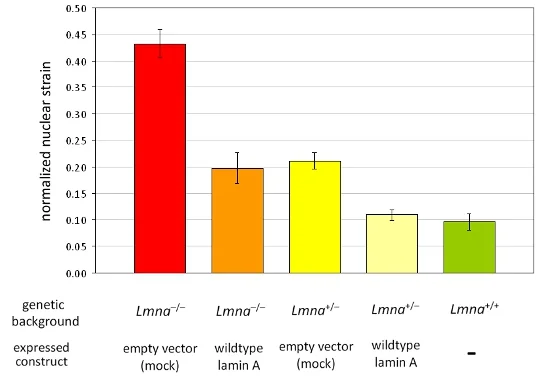 0.50
0.45
0.40
0.35
0.30
0.25
0.20
0.15
0.10
0.05
0.00
normalized nuclear strain
genetic background
Lmna−/− Lmna−/− Lmna+/− Lmna+/− Lmna+/+
expressed construct
empty vector (mock)
wildtype lamin A
empty vector (mock)
wildtype lamin A
–